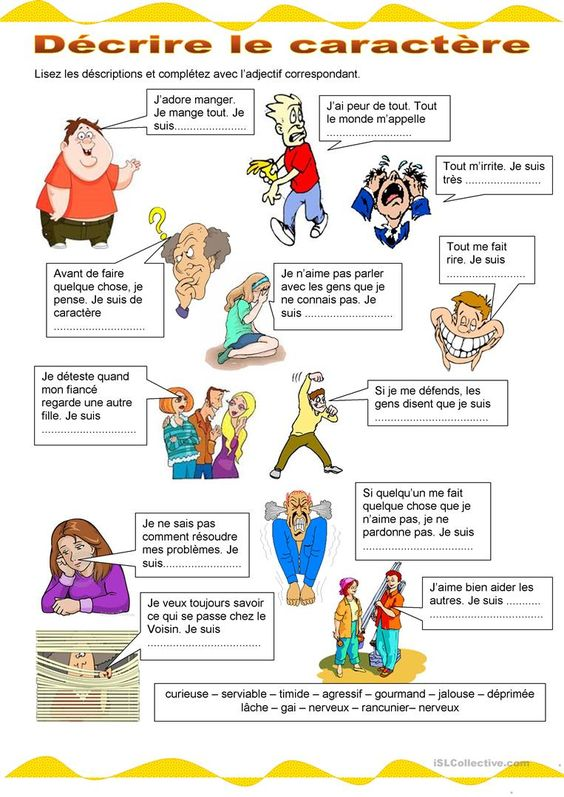 Décrire le caractère
Lisez les déscriptions et complétez avec l'adjectif correspondant.
J'adore manger.
Je mange tout. Je
suis.......................
J'ai peur de tout. Tout
le monde m'appelle
............................
Tout m'irrite. Je suis
très .........................
Avant de faire
quelque chose, je
pense. Je suis de
caractère
..............................
Je n'aime pas parler
avec les gens que je
ne connais pas. Je
suis .............................
Tout me fait
rire. Je suis
..........................
Je déteste quand
mon fiancé
regarde une autre
fille. Je suis
...............................
Si je me défends, les
gens disent que je suis
.....................................
Je ne sais pas
comment résoudre
mes problèmes. Je
suis..........................
Si quelqu'un me fait
quelque chose que je
n'aime pas, je ne
pardonne pas. Je suis
....................................
J'aime bien aider les
autres. Je suis ............
....................................
Je veux toujours savoir
ce qui se passe chez le
Voisin. Je suis
...............................
curieuse – serviable – timide – agressif – gourmand – jalouse – déprimée
lâche – gai – nerveux – rancunier– nerveux
iSLCollective.com